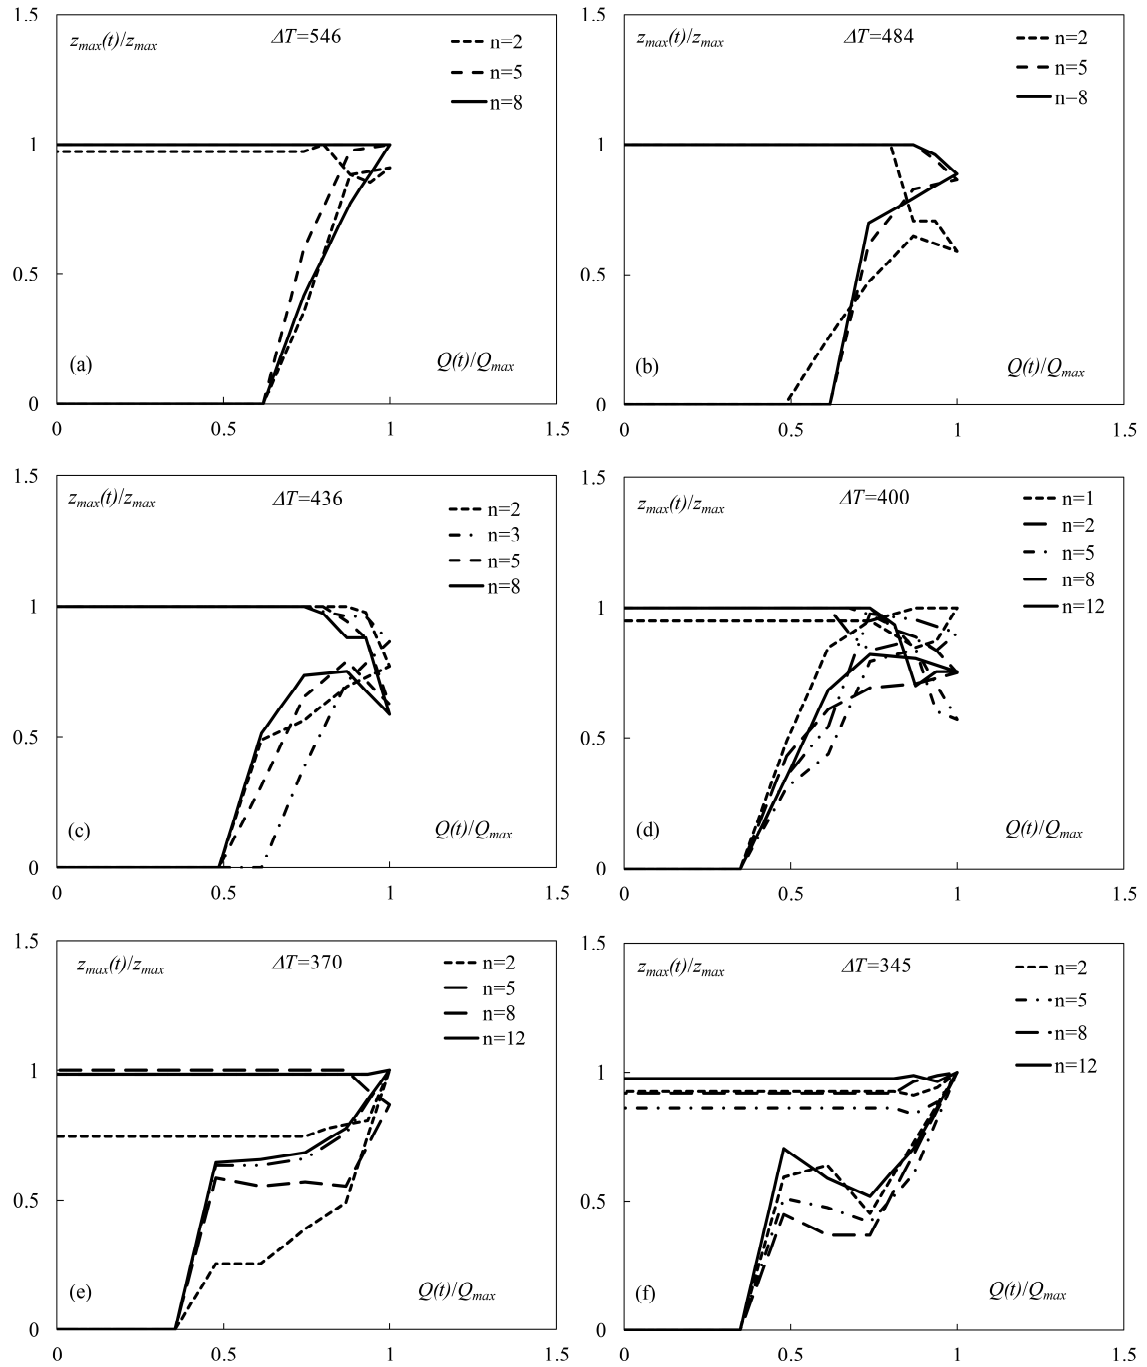 1.5
z_max(t)/z_max
ΔT=546
n=2
n=5
n=8
1
0.5
(a)
Q(t)/Q_max
0
0
0.5
1
1.5
1.5
z_max(t)/z_max
ΔT=484
n=2
n=5
n−8
1
0.5
(b)
Q(t)/Q_max
0
0
0.5
1
1.5
1.5
z_max(t)/z_max
ΔT=436
n=2
n=3
n=5
n=8
1
0.5
(c)
Q(t)/Q_max
0
0
0.5
1
1.5
1.5
z_max(t)/z_max
ΔT=400
n=1
n=2
n=5
n=8
n=12
1
0.5
(d)
Q(t)/Q_max
0
0
0.5
1
1.5
1.5
z_max(t)/z_max
ΔT=370
n=2
n=5
n=8
n=12
1
0.5
(e)
Q(t)/Q_max
0
0
0.5
1
1.5
1.5
z_max(t)/z_max
ΔT=345
n=2
n=5
n=8
n=12
1
0.5
(f)
Q(t)/Q_max
0
0
0.5
1
1.5